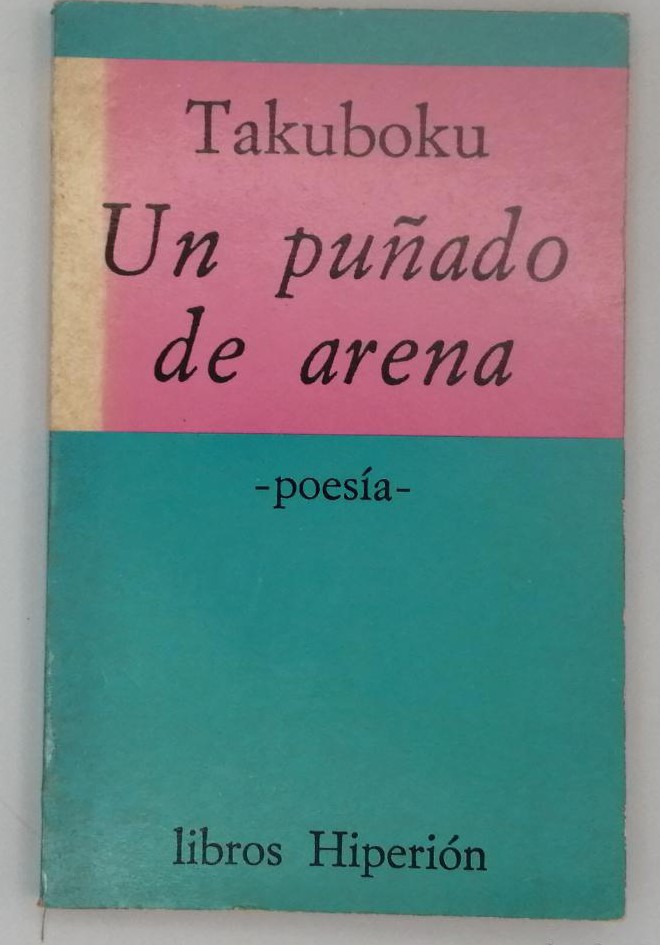 Takuboku
Un puñado
de arena
-poesía-
libros Hiperión